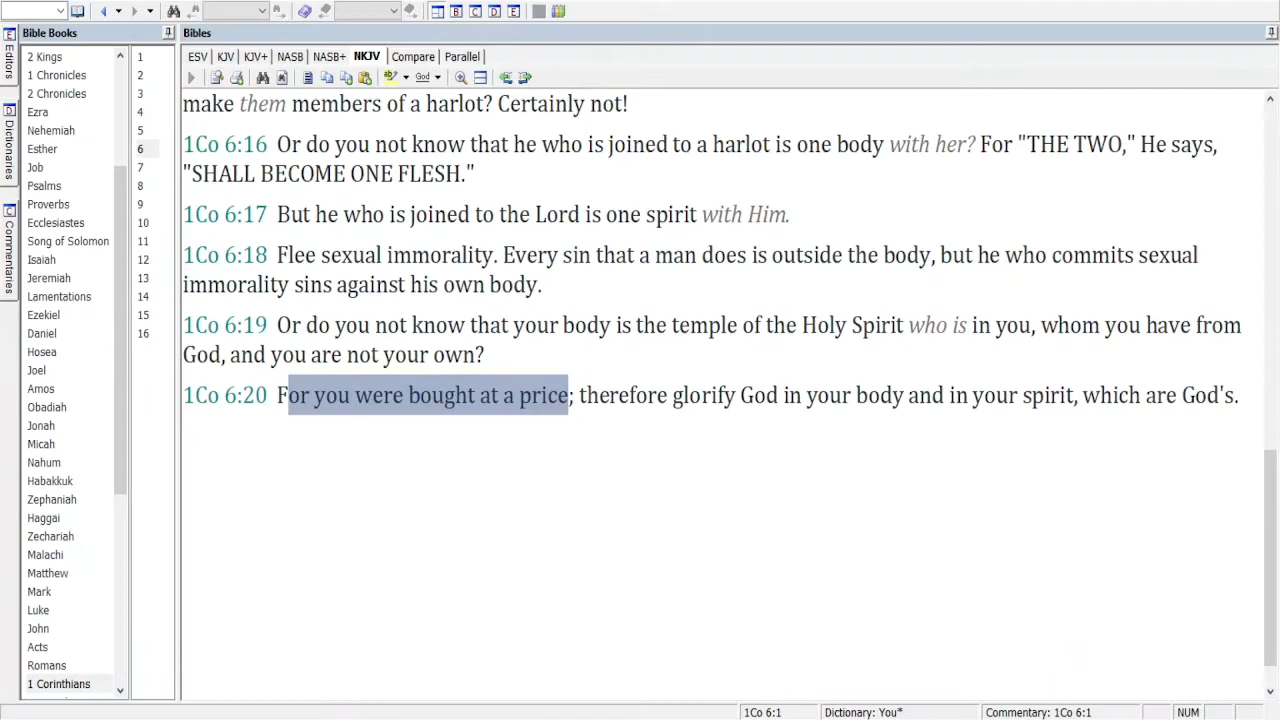 B C D E
Bible Books
Bibles
Editors
Dictionaries
Commentaries
2 Kings
1 Chronicles
2 Chronicles
Ezra
Nehemiah
Esther
Job
Psalms
Proverbs
Ecclesiastes
Song of Solomon
Isaiah
Jeremiah
Lamentations
Ezekiel
Daniel
Hosea
Joel
Amos
Obadiah
Jonah
Micah
Nahum
Habakkuk
Zephaniah
Haggai
Zechariah
Malachi
Matthew
Mark
Luke
John
Acts
Romans
1 Corinthians
1
2
3
4
5
6
7
8
9
10
11
12
13
14
15
16
ESV KJV KJV+ NASB NASB+ NKJV Compare Parallel
God
make them members of a harlot? Certainly not!
1Co 6:16 Or do you not know that he who is joined to a harlot is one body with her? For "THE TWO," He says,
"SHALL BECOME ONE FLESH."
1Co 6:17 But he who is joined to the Lord is one spirit with Him.
1Co 6:18 Flee sexual immorality. Every sin that a man does is outside the body, but he who commits sexual
immorality sins against his own body.
1Co 6:19 Or do you not know that your body is the temple of the Holy Spirit who is in you, whom you have from
God, and you are not your own?
1Co 6:20 For you were bought at a price; therefore glorify God in your body and in your spirit, which are God's.
1Co 6:1 Dictionary: You* Commentary: 1Co 6:1 NUM